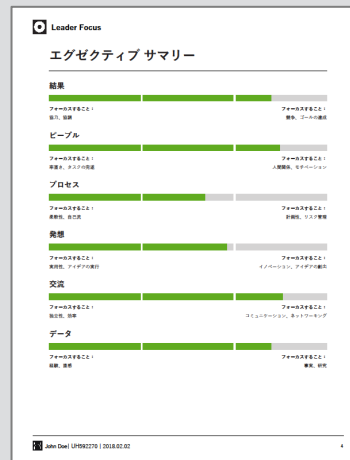 Leader Focus
エグゼクティブ サマリー
結果
フォーカスすること： フォーカスすること：
協力、協調 競争、ゴールの達成
ピープル
フォーカスすること： フォーカスすること：
率直さ、タスクの完遂 人間関係、モチベーション
プロセス
フォーカスすること： フォーカスすること：
柔軟性、自己流 計画性、リスク管理
発想
フォーカスすること： フォーカスすること：
実用性、アイデアの実行 イノベーション、アイデアの創出
交流
フォーカスすること： フォーカスすること：
独立性、効率 コミュニケーション、ネットワーキング
データ
フォーカスすること： フォーカスすること：
経験、直感 事実、研究
John Doe| UH592270 | 2018.02.02 4